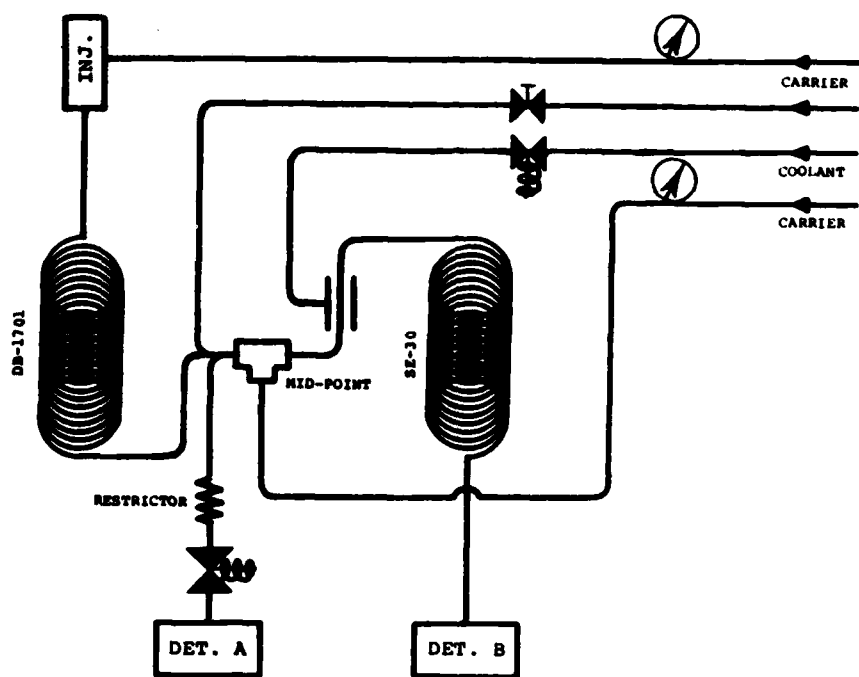 INJ.
CARRIER
COOLANT
CARRIER
DB-1701
MID-POINT
SE-30
RESTRICTOR
DET. A
DET. B